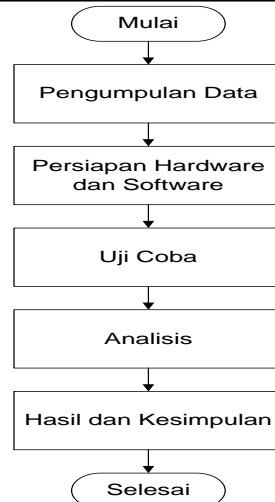 Mulai
Pengumpulan Data
Persiapan Hardware
dan Software
Uji Coba
Analisis
Hasil dan Kesimpulan
Selesai